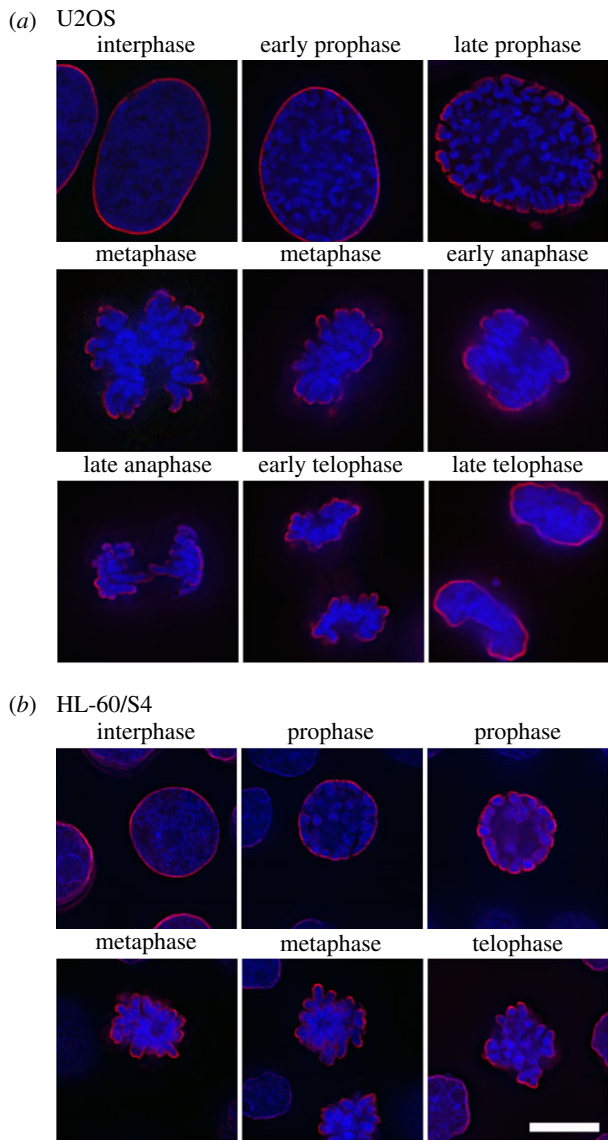 (a) U2OS
interphase early prophase late prophase
metaphase metaphase early anaphase
late anaphase early telophase late telophase
(b) HL-60/S4
interphase prophase prophase
metaphase metaphase telophase